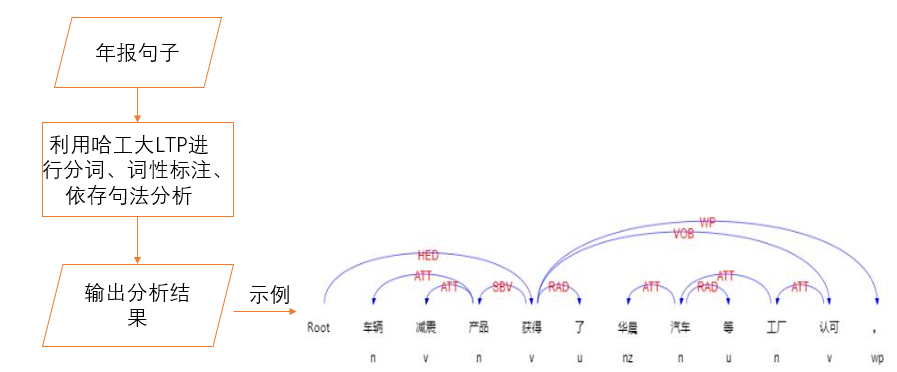 年报句子
利用哈工大LTP进
行分词、词性标注、
依存句法分析
输出分析结
果
示例
WP
VOB
HED
ATT ATT
ATT SBV RAD ATT RAD ATT
Root 车辆 减震 产品 获得 了 华晨 汽车 等 工厂 认可 。
n v n v u nz n u n v wp